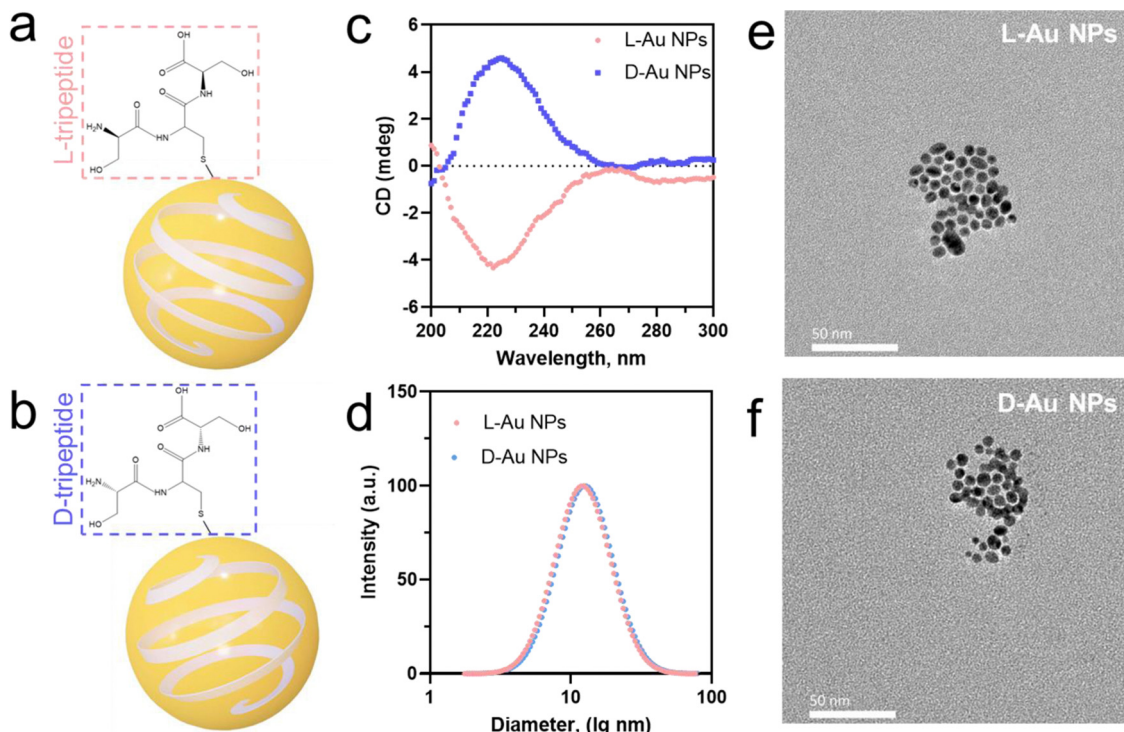 a
L-tripeptide
OH
O
OH
NH
O
O
H₂N
HN
HO
S
b
D-tripeptide
OH
O
OH
NH
O
O
H₂N
HN
HO
S
c
L-Au NPs
D-Au NPs
CD (mdeg)
6
4
2
0
-2
-4
-6
200 220 240 260 280 300
Wavelength, nm
d
L-Au NPs
D-Au NPs
Intensity (a.u.)
150
100
50
0
1 10 100
Diameter, (lg nm)
e
L-Au NPs
50 nm
f
D-Au NPs
50 nm